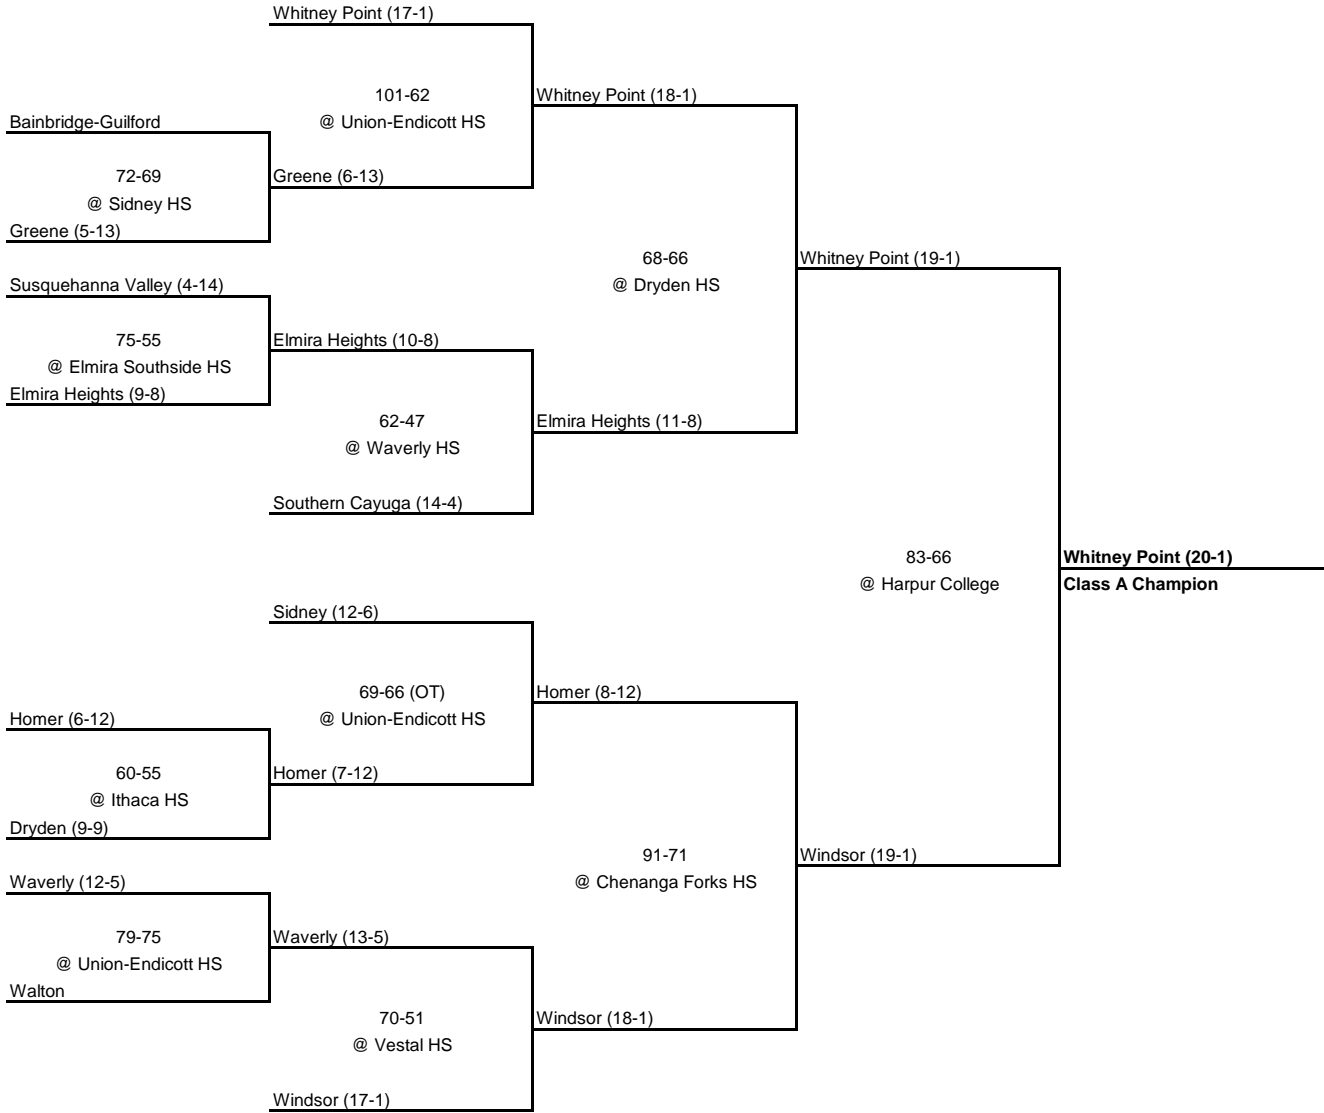 Whitney Point (17-1)
101-62
@ Union-Endicott HS
Whitney Point (18-1)
Bainbridge-Guilford
72-69
@ Sidney HS
Greene (6-13)
Greene (5-13)
68-66
@ Dryden HS
Whitney Point (19-1)
Susquehanna Valley (4-14)
75-55
@ Elmira Southside HS
Elmira Heights (10-8)
Elmira Heights (9-8)
62-47
@ Waverly HS
Elmira Heights (11-8)
Southern Cayuga (14-4)
83-66
@ Harpur College
Whitney Point (20-1)
Class A Champion
Sidney (12-6)
69-66 (OT)
@ Union-Endicott HS
Homer (8-12)
Homer (6-12)
60-55
@ Ithaca HS
Homer (7-12)
Dryden (9-9)
91-71
@ Chenanga Forks HS
Windsor (19-1)
Waverly (12-5)
79-75
@ Union-Endicott HS
Waverly (13-5)
Walton
70-51
@ Vestal HS
Windsor (18-1)
Windsor (17-1)